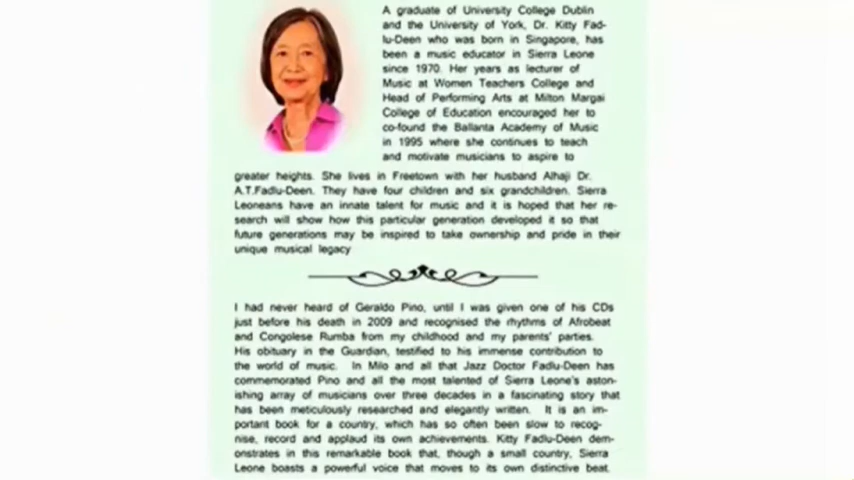 A graduate of University College Dublin
and the University of York, Dr. Kitty Fad-
lu-Deen who was born in Singapore, has
been a music educator in Sierra Leone
since 1970. Her years as lecturer of
Music at Women Teachers College and
Head of Performing Arts at Milton Margai
College of Education encouraged her to
co-found the Ballanta Academy of Music
in 1995 where she continues to teach
and motivate musicians to aspire to
greater heights. She lives in Freetown with her husband Alhaji Dr.
A.T.Fadlu-Deen. They have four children and six grandchildren. Sierra
Leoneans have an innate talent for music and it is hoped that her re-
search will show how this particular generation developed it so that
future generations may be inspired to take ownership and pride in their
unique musical legacy
I had never heard of Geraldo Pino, until I was given one of his CDs
just before his death in 2009 and recognised the rhythms of Afrobeat
and Congolese Rumba from my childhood and my parents' parties.
His obituary in the Guardian, testified to his immense contribution to
the world of music. In Milo and all that Jazz Doctor Fadlu-Deen has
commemorated Pino and all the most talented of Sierra Leone's aston-
ishing array of musicians over three decades in a fascinating story that
has been meticulously researched and elegantly written. It is an im-
portant book for a country, which has so often been slow to recog-
nise, record and applaud its own achievements. Kitty Fadlu-Deen dem-
onstrates in this remarkable book that, though a small country, Sierra
Leone boasts a powerful voice that moves to its own distinctive beat.